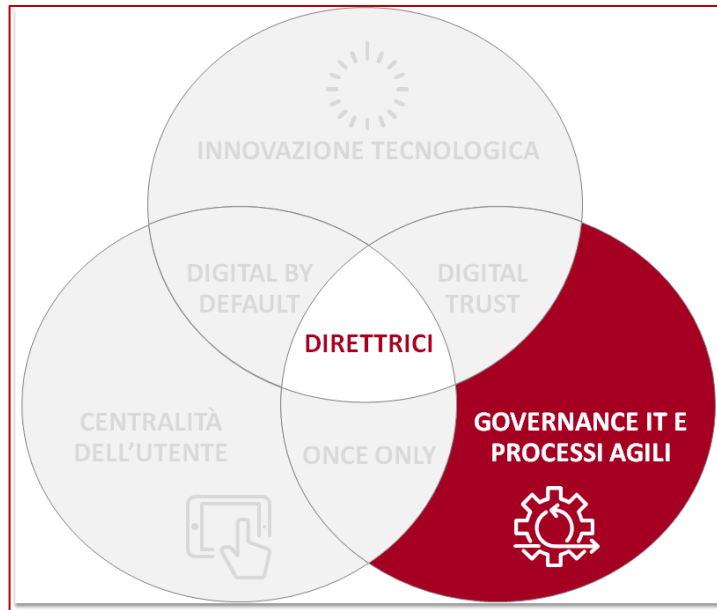 INNOVAZIONE TECNOLOGICA
DIGITAL BY
DEFAULT
DIGITAL
TRUST
DIRETTRICI
CENTRALITÀ
DELL'UTENTE
ONCE ONLY
GOVERNANCE IT E
PROCESSI AGILI